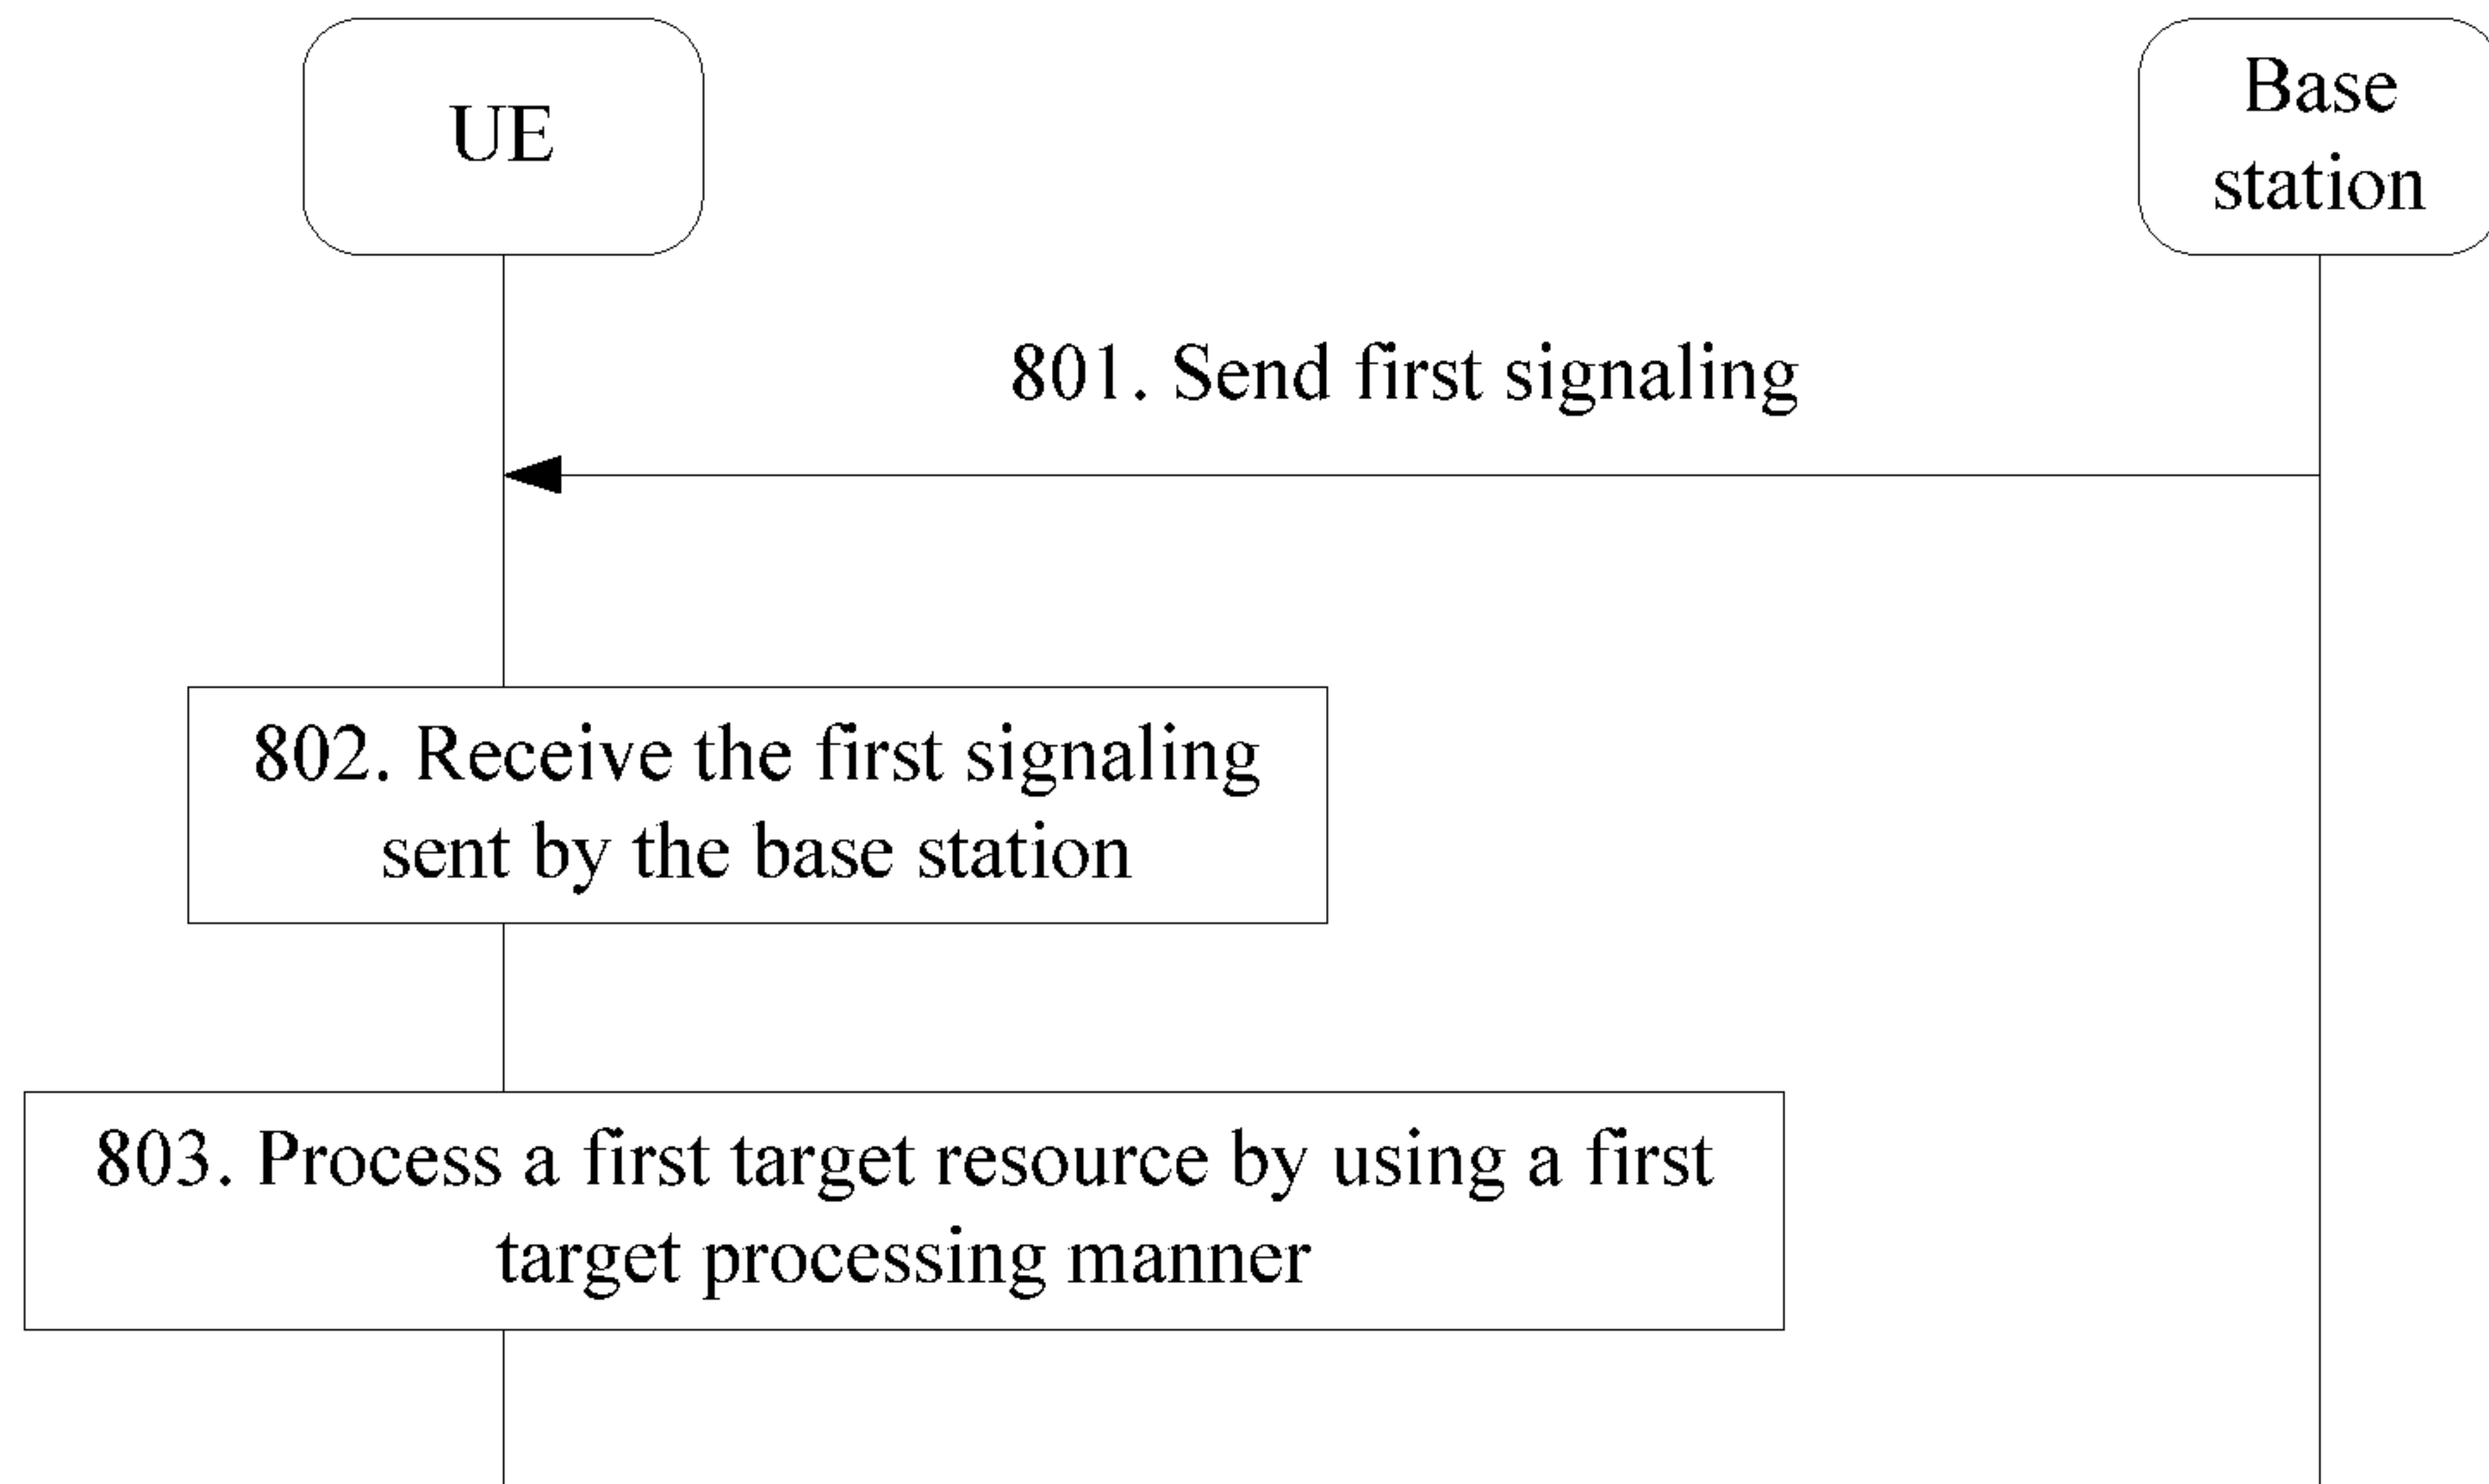 UE
Base
station
801. Send first signaling
802. Receive the first signaling
sent by the base station
803. Process a first target resource by using a first
target processing manner